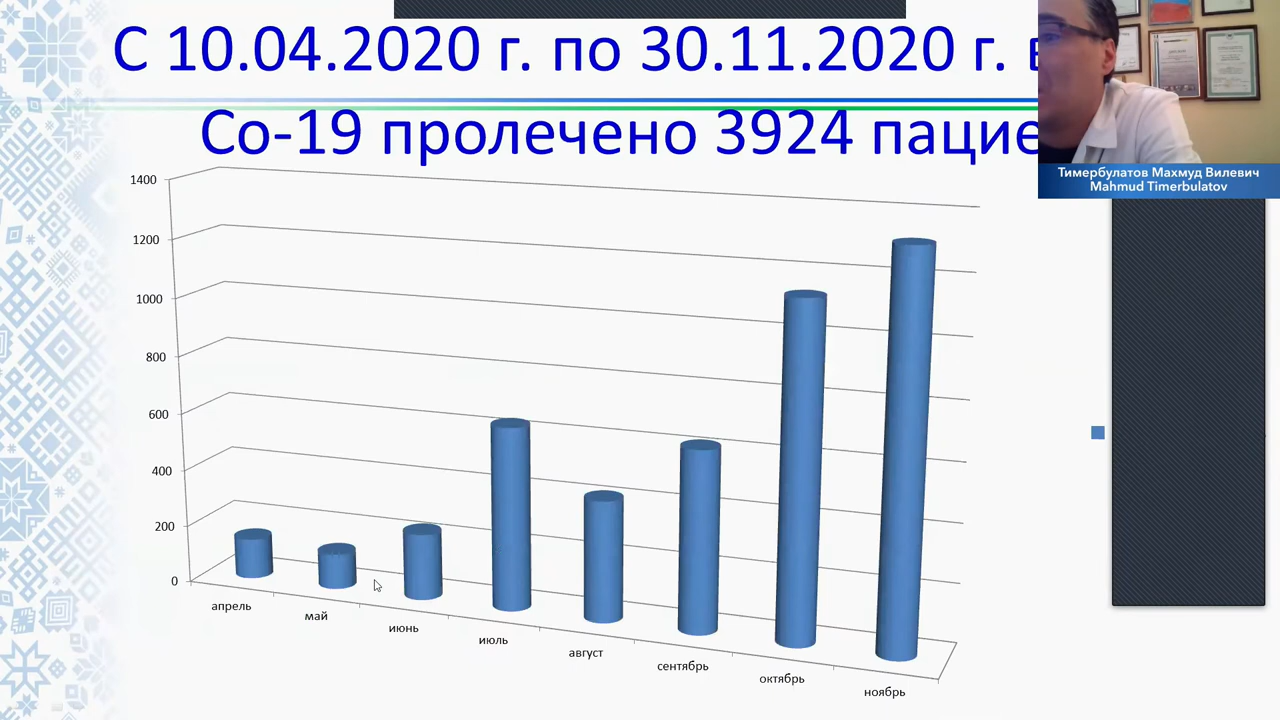 С 10.04.2020 г. по 30.11.2020 г. в
Со-19 пролечено 3924
Тимербулатов Махмуд Вилевич
Mahmud Timerbulatov
1400
1200
1000
800
600
400
200
0
апрель
май
июнь
июль
август
сентябрь
октябрь
ноябрь